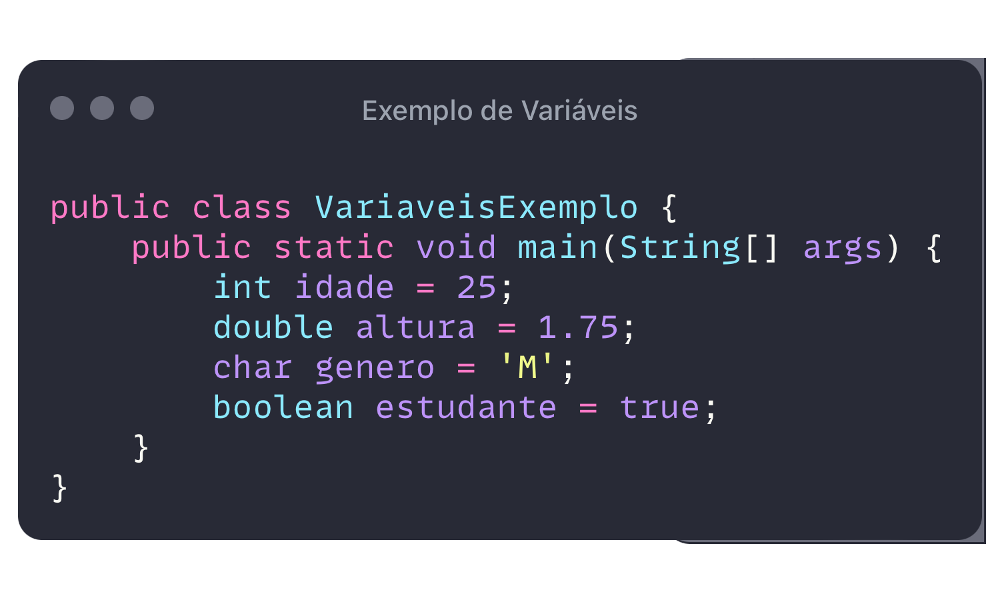 Exemplo de Variáveis
public class VariaveisExemplo {
    public static void main(String[] args) {
        int idade = 25;
        double altura = 1.75;
        char genero = 'M';
        boolean estudante = true;
    }
}